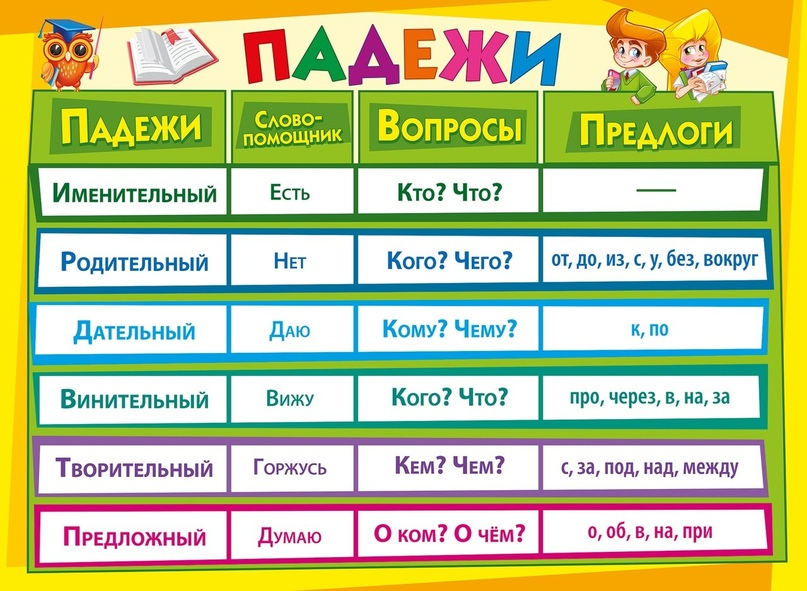 ПАДЕЖИ
Падежи Слово-помощник Вопросы Предлоги
Именительный Есть Кто? Что? —
Родительный Нет Кого? Чего? от, до, из, с, у, без, вокруг
Дательный Даю Кому? Чему? к, по
Винительный Вижу Кого? Что? про, через, в, на, за
Творительный Горжусь Кем? Чем? с, за, под, над, между
Предложный Думаю О ком? О чём? о, об, в, на, при